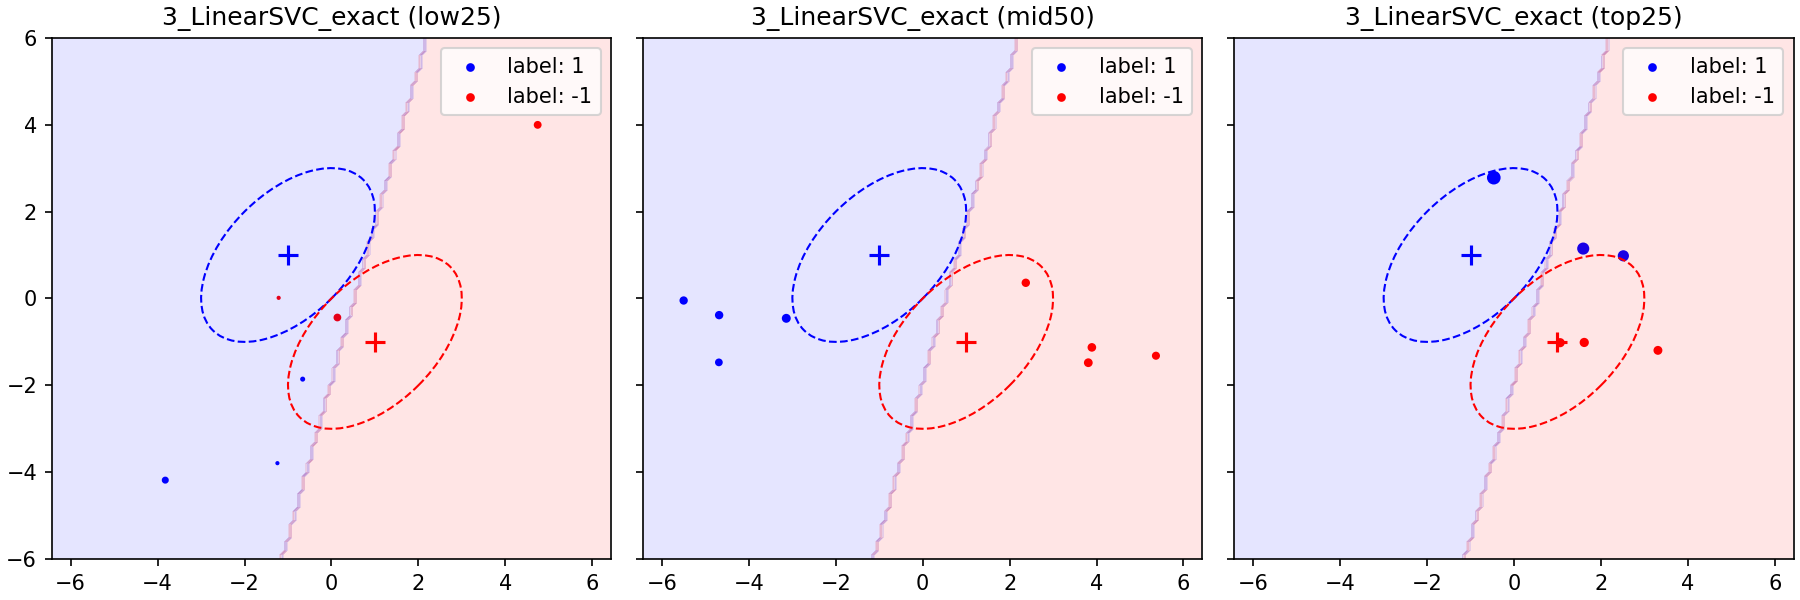 3_LinearSVC_exact (low25)
3_LinearSVC_exact (mid50)
3_LinearSVC_exact (top25)
label: 1
label: -1
label: 1
label: -1
label: 1
label: -1
6
4
2
0
−2
−4
−6
−6 −4 −2 0 2 4 6
−6 −4 −2 0 2 4 6
−6 −4 −2 0 2 4 6